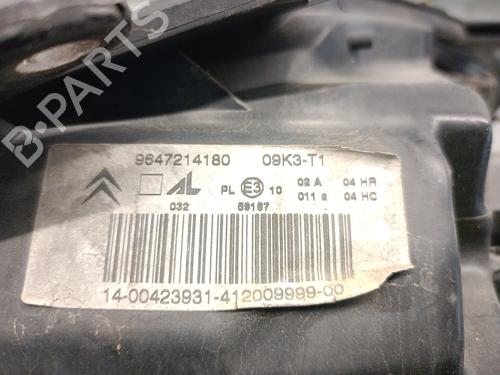 B-PARTS
9647214180 09K3-T1
AL PL E3 10 02 A 04 HR
032 59187 011 a 04 HC
14-00423931-412009999-00